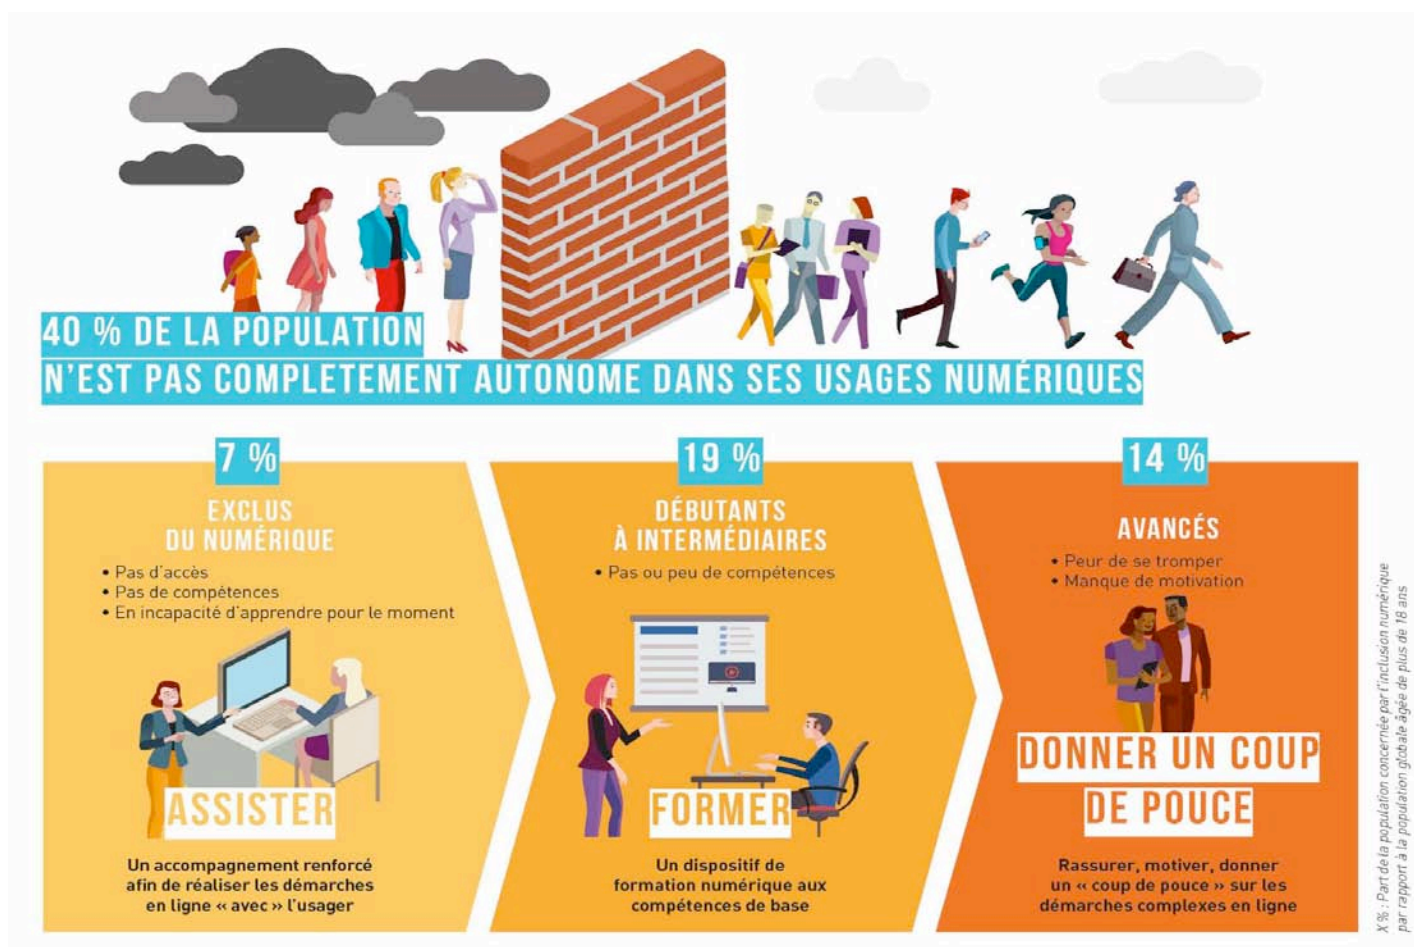 40 % DE LA POPULATION
N'EST PAS COMPLETEMENT AUTONOME DANS SES USAGES NUMÉRIQUES
7 %
EXCLUS
DU NUMÉRIQUE
• Pas d'accès
• Pas de compétences
• En incapacité d'apprendre pour le moment
ASSISTER
Un accompagnement renforcé
afin de réaliser les démarches
en ligne « avec » l'usager
19 %
DÉBUTANTS
À INTERMÉDIAIRES
• Pas ou peu de compétences
FORMER
Un dispositif de
formation numérique aux
compétences de base
14 %
AVANCÉS
• Peur de se tromper
• Manque de motivation
DONNER UN COUP
DE POUCE
Rassurer, motiver, donner
un « coup de pouce » sur les
démarches complexes en ligne
X % : Part de la population concernée par l'inclusion numérique
par rapport à la population globale âgée de plus de 18 ans